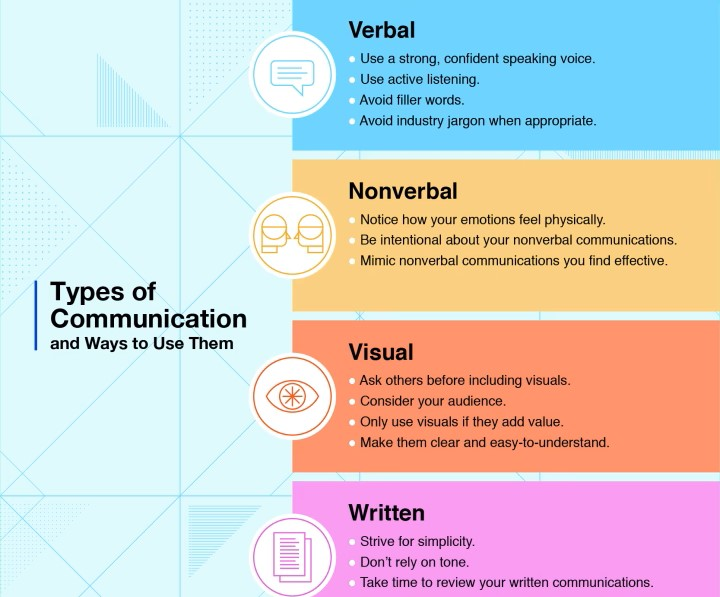 Types of
Communication
and Ways to Use Them
Verbal
• Use a strong, confident speaking voice.
• Use active listening.
• Avoid filler words.
• Avoid industry jargon when appropriate.
Nonverbal
• Notice how your emotions feel physically.
• Be intentional about your nonverbal communications.
• Mimic nonverbal communications you find effective.
Visual
• Ask others before including visuals.
• Consider your audience.
• Only use visuals if they add value.
• Make them clear and easy-to-understand.
Written
• Strive for simplicity.
• Don’t rely on tone.
• Take time to review your written communications.